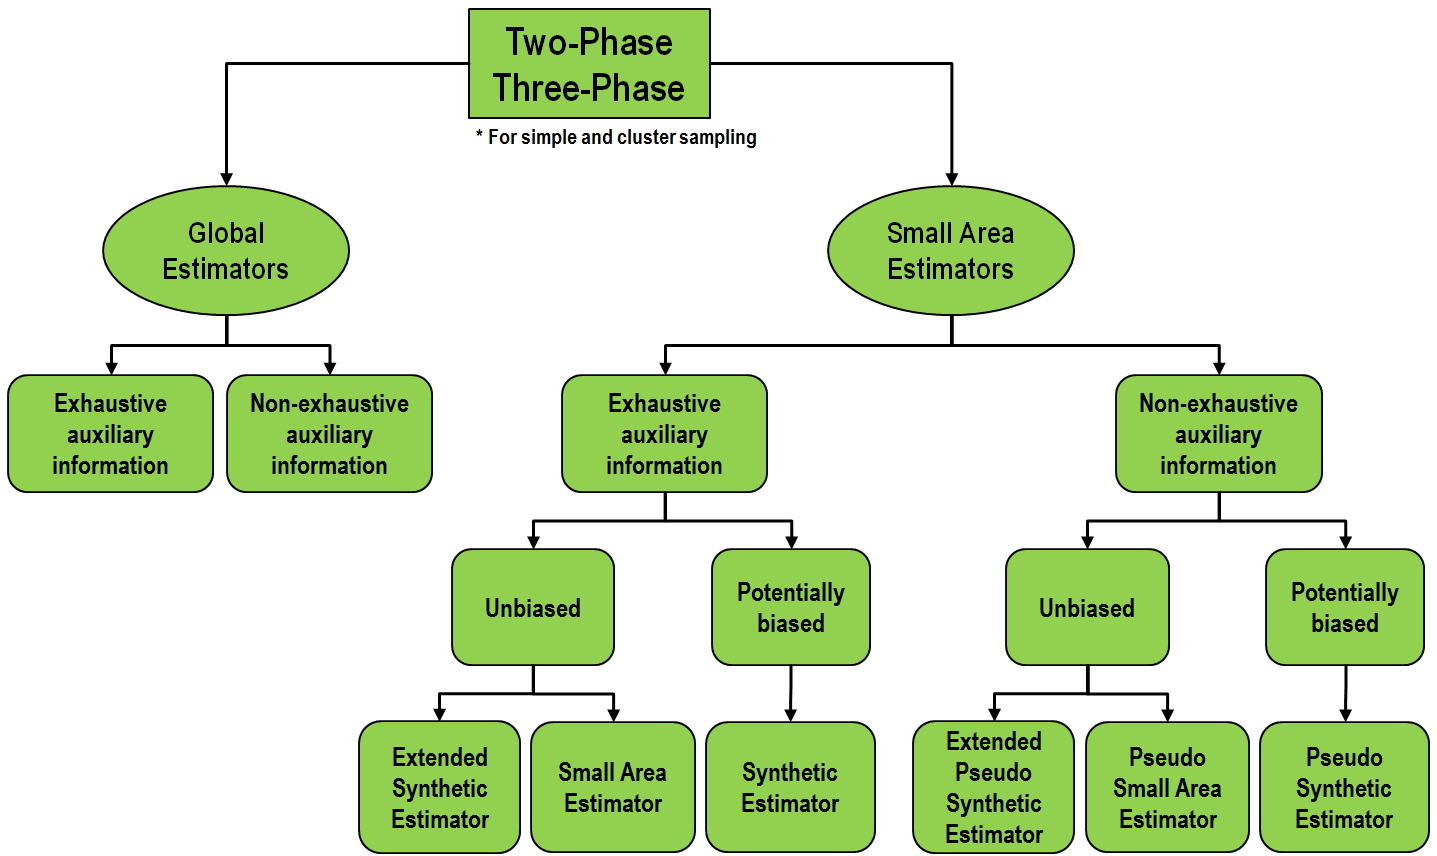 Two-Phase
Three-Phase
* For simple and cluster sampling
Global
Estimators
Small Area
Estimators
Exhaustive
auxiliary
information
Non-exhaustive
auxiliary
information
Exhaustive
auxiliary
information
Non-exhaustive
auxiliary
information
Unbiased
Potentially
biased
Unbiased
Potentially
biased
Extended
Synthetic
Estimator
Small Area
Estimator
Synthetic
Estimator
Extended
Pseudo
Synthetic
Estimator
Pseudo
Small Area
Estimator
Pseudo
Synthetic
Estimator